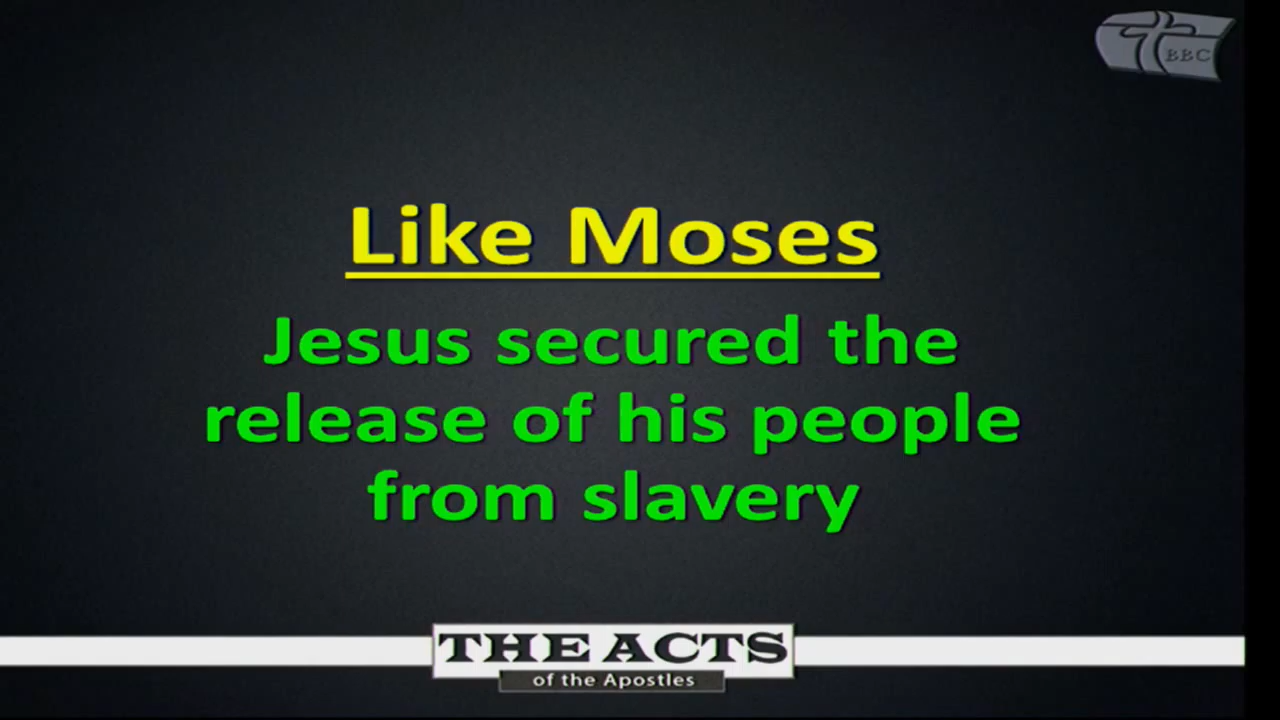 BBC
Like Moses
Jesus secured the
release of his people
from slavery
THE ACTS
of the Apostles